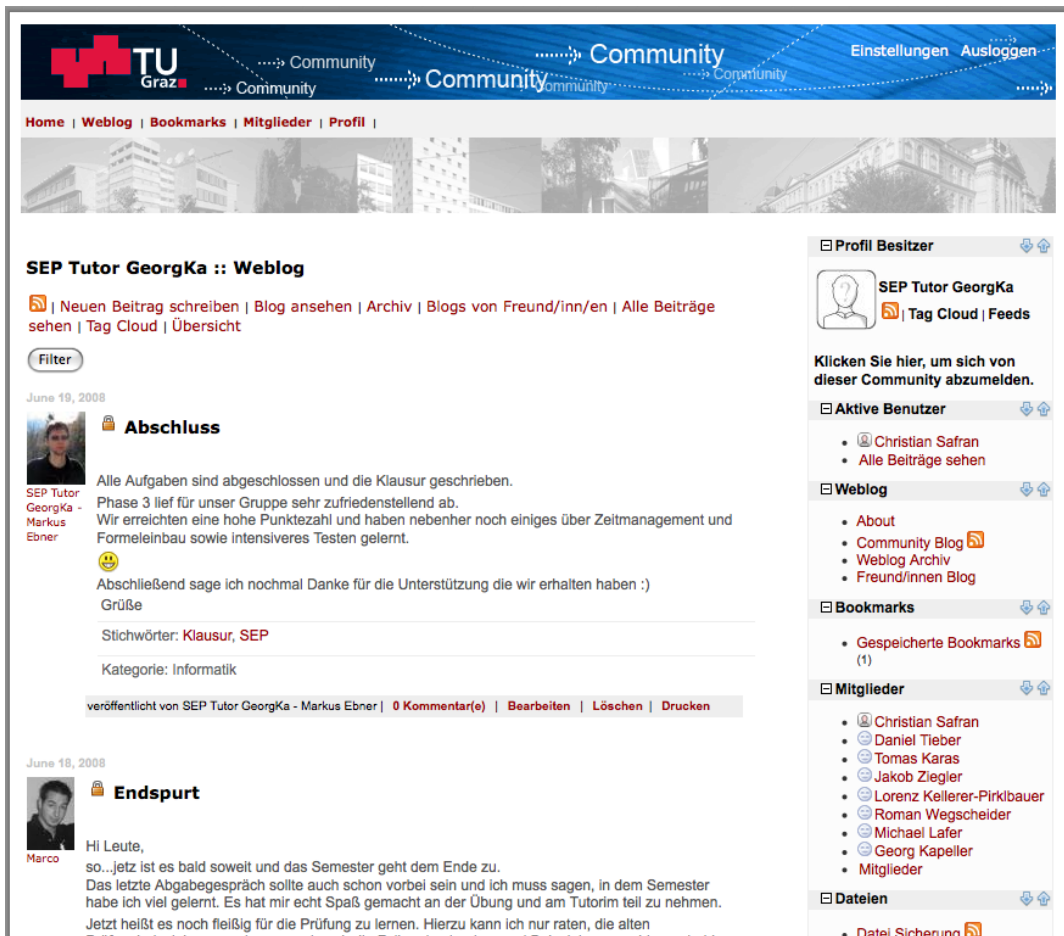 TU
Graz
Community
Community
Community
Community
Community
Community
Einstellungen Ausloggen
Home | Weblog | Bookmarks | Mitglieder | Profil |
SEP Tutor GeorgKa :: Weblog
| Neuen Beitrag schreiben | Blog ansehen | Archiv | Blogs von Freund/inn/en | Alle Beiträge
sehen | Tag Cloud | Übersicht
Filter
June 19, 2008
Abschluss
SEP Tutor
GeorgKa -
Markus
Ebner
Alle Aufgaben sind abgeschlossen und die Klausur geschrieben.
Phase 3 lief für unser Gruppe sehr zufriedenstellend ab.
Wir erreichten eine hohe Punktezahl und haben nebenher noch einiges über Zeitmanagement und
Formeleinbau sowie intensiveres Testen gelernt.
Abschließend sage ich nochmal Danke für die Unterstützung die wir erhalten haben :)
Grüße
Stichwörter: Klausur, SEP
Kategorie: Informatik
veröffentlicht von SEP Tutor GeorgKa - Markus Ebner | 0 Kommentar(e) | Bearbeiten | Löschen | Drucken
June 18, 2008
Endspurt
Marco
Hi Leute,
so...jetz ist es bald soweit und das Semester geht dem Ende zu.
Das letzte Abgabegespräch sollte auch schon vorbei sein und ich muss sagen, in dem Semester
habe ich viel gelernt. Es hat mir echt Spaß gemacht an der Übung und am Tutorim teil zu nehmen.
Jetzt heißt es noch fleißig für die Prüfung zu lernen. Hierzu kann ich nur raten, die alten
Profil Besitzer
SEP Tutor GeorgKa
| Tag Cloud | Feeds
Klicken Sie hier, um sich von
dieser Community abzumelden.
Aktive Benutzer
Christian Safran
Alle Beiträge sehen
Weblog
About
Community Blog
Weblog Archiv
Freund/innen Blog
Bookmarks
Gespeicherte Bookmarks
(1)
Mitglieder
Christian Safran
Daniel Tieber
Tomas Karas
Jakob Ziegler
Lorenz Kellerer-Pirklbauer
Roman Wegscheider
Michael Lafer
Georg Kapeller
Mitglieder
Dateien
Datei Sicherung